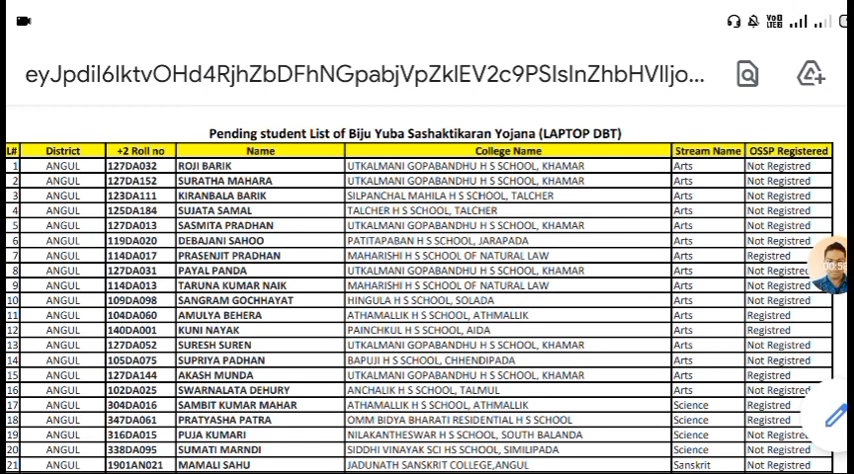 VoD
LTE
eyJpdil6IktvOHd4RjhZbDFhNGpabjVpZklEV2c9PSIsInZhbHVlIjo...
Pending student List of Biju Yuba Sashaktikaran Yojana (LAPTOP DBT)
L# District +2 Roll no Name College Name Stream Name OSSP Registered
1 ANGUL 127DA032 ROJI BARIK UTKALMANI GOPABANDHU H S SCHOOL, KHAMAR Arts Not Registred
2 ANGUL 127DA152 SURATHA MAHARA UTKALMANI GOPABANDHU H S SCHOOL, KHAMAR Arts Not Registred
3 ANGUL 123DA111 KIRANBALA BARIK SILPANCHAL MAHILA H S SCHOOL, TALCHER Arts Not Registred
4 ANGUL 125DA184 SUJATA SAMAL TALCHER H S SCHOOL, TALCHER Arts Not Registred
5 ANGUL 127DA013 SASMITA PRADHAN UTKALMANI GOPABANDHU H S SCHOOL, KHAMAR Arts Not Registred
6 ANGUL 119DA020 DEBAJANI SAHOO PATITAPABAN H S SCHOOL, JARAPADA Arts Not Registred
7 ANGUL 114DA017 PRASENJIT PRADHAN MAHARISHI H S SCHOOL OF NATURAL LAW Arts Registred
8 ANGUL 127DA031 PAYAL PANDA UTKALMANI GOPABANDHU H S SCHOOL, KHAMAR Arts Not Registred
9 ANGUL 114DA013 TARUNA KUMAR NAIK MAHARISHI H S SCHOOL OF NATURAL LAW Arts Not Registred
10 ANGUL 109DA098 SANGRAM GOCHHAYAT HINGULA H S SCHOOL, SOLADA Arts Not Registred
11 ANGUL 104DA060 AMULYA BEHERA ATHAMALLIK H S SCHOOL, ATHMALLIK Arts Registred
12 ANGUL 140DA001 KUNI NAYAK PAINCHKUL H S SCHOOL, AIDA Arts Registred
13 ANGUL 127DA052 SURESH SUREN UTKALMANI GOPABANDHU H S SCHOOL, KHAMAR Arts Not Registred
14 ANGUL 105DA075 SUPRIYA PADHAN BAPUJI H S SCHOOL, CHHENDIPADA Arts Not Registred
15 ANGUL 127DA144 AKASH MUNDA UTKALMANI GOPABANDHU H S SCHOOL, KHAMAR Arts Registred
16 ANGUL 102DA025 SWARNALATA DEHURY ANCHALIK H S SCHOOL, TALMUL Arts Not Registred
17 ANGUL 304DA016 SAMBIT KUMAR MAHAR ATHAMALLIK H S SCHOOL, ATHMALLIK Science Registred
18 ANGUL 347DA061 PRATYASHA PATRA OMM BIDYA BHARATI RESIDENTIAL H S SCHOOL Science Registred
19 ANGUL 316DA015 PUJA KUMARI NILAKANTHESWAR H S SCHOOL, SOUTH BALANDA Science Not Registred
20 ANGUL 338DA095 SUMATI MARNDI SIDDHI VINAYAK SCI HS SCHOOL, SIMILIPADA Science Not Registred
21 ANGUL 1901AN021 MAMALI SAHU JADUNATH SANSKRIT COLLEGE,ANGUL Sanskrit Not Registred